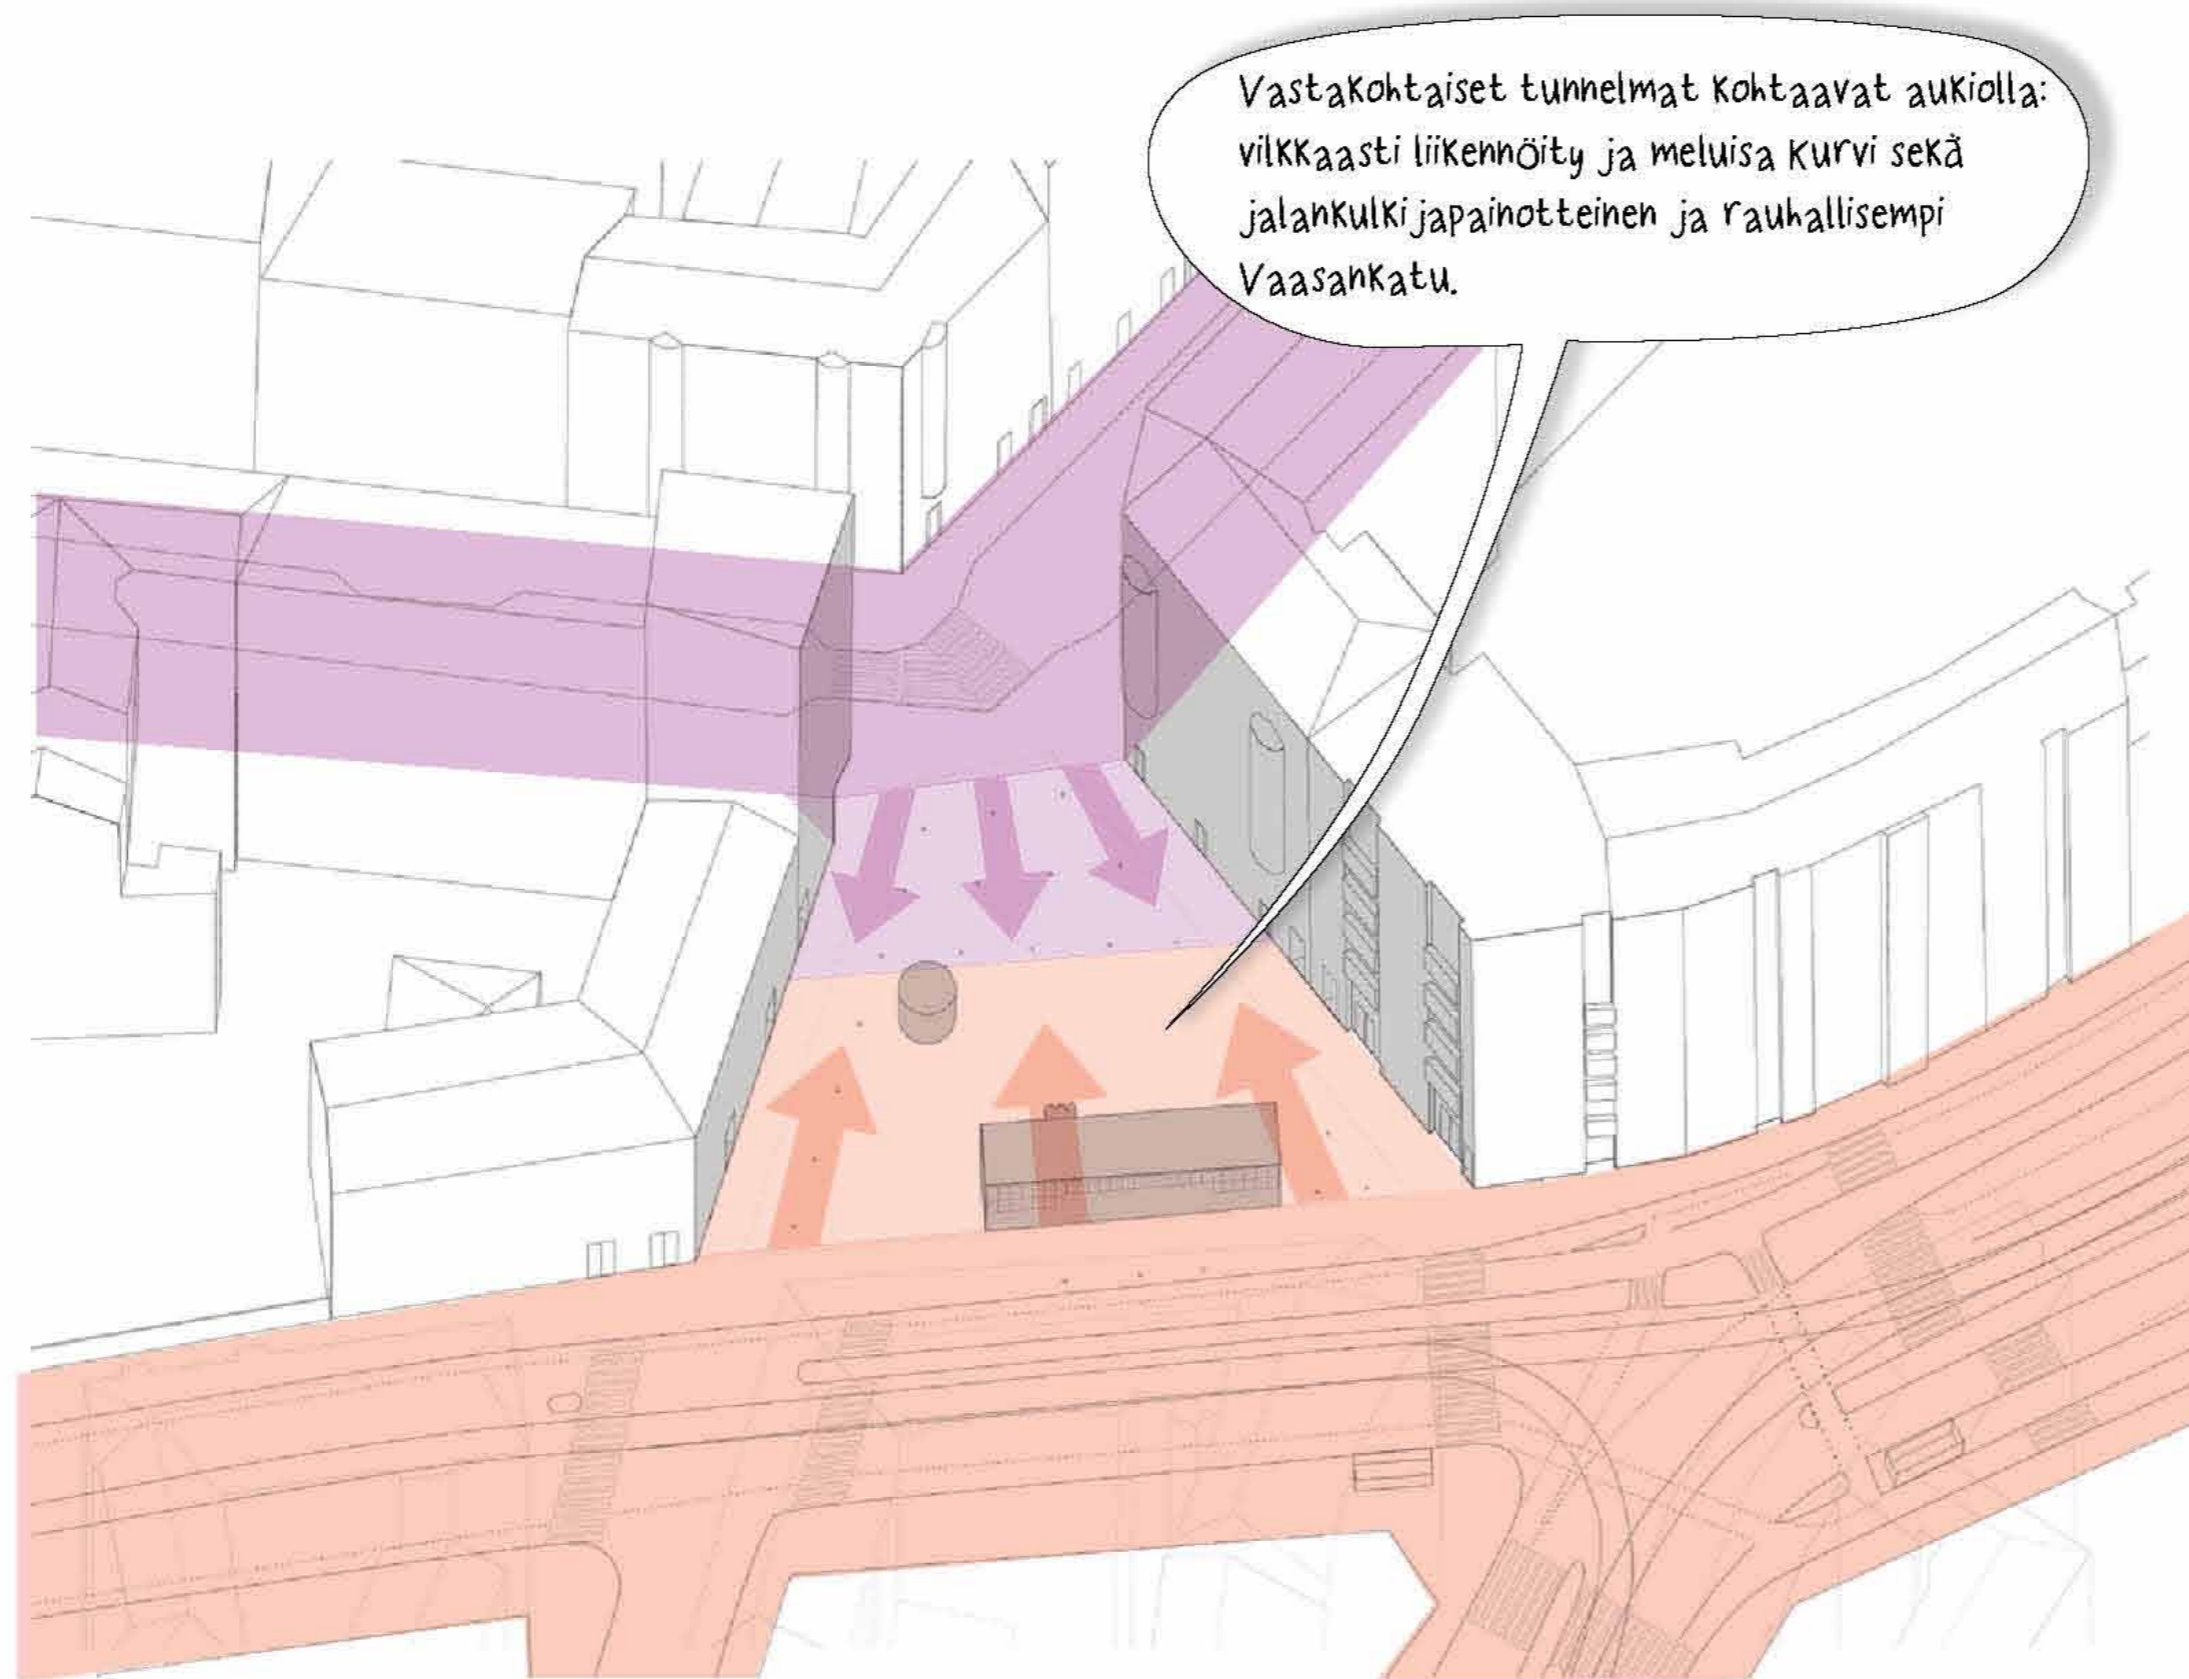 Vastakohtaiset tunnelmat kohtaavat aukiolla:
vilkkaasti liikennöity ja meluisa Kurvi sekä
jalankulkijapainotteinen ja rauhallisempi
Vaasankatu.